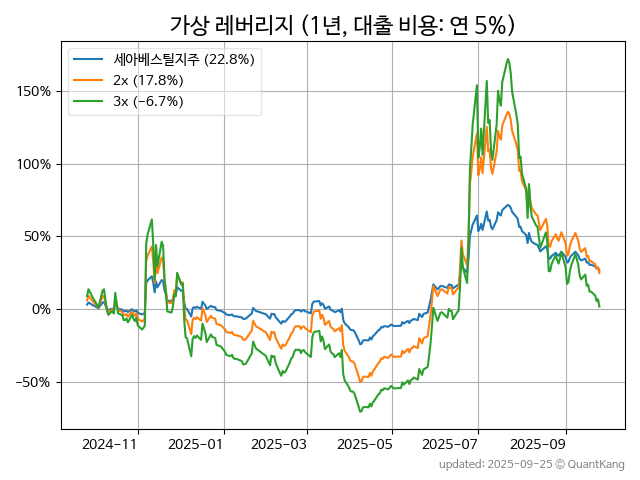 가상 레버리지 (1년, 대출 비용: 연 5%)
세아베스틸지주 (22.8%)
2x (17.8%)
3x (-6.7%)
150%
100%
50%
0%
-50%
2024-11 2025-01 2025-03 2025-05 2025-07 2025-09
updated: 2025-09-25 © QuantKang